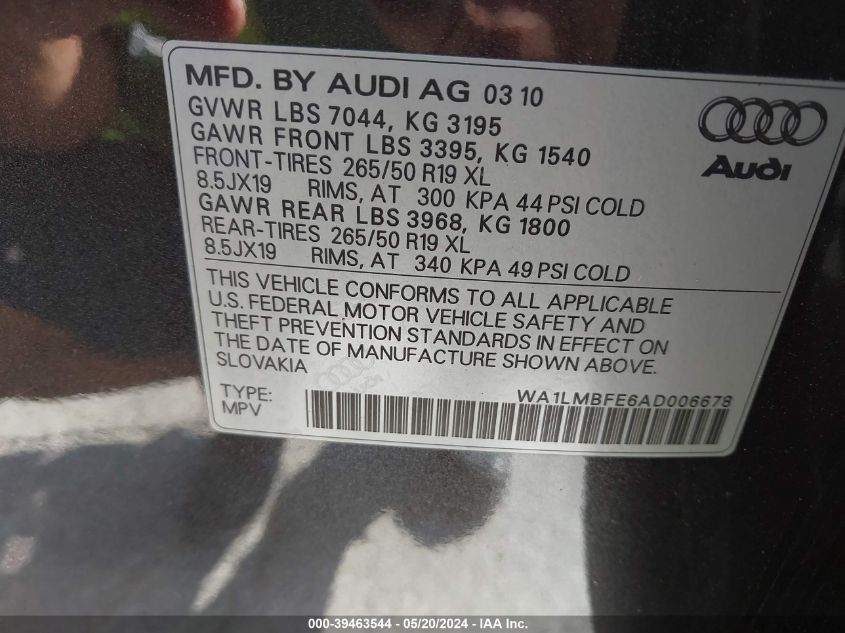 MFD. BY AUDI AG 03 10
GVWR LBS 7044, KG 3195
GAWR FRONT LBS 3395, KG 1540
FRONT-TIRES 265/50 R19 XL
8.5JX19 RIMS, AT 300 KPA 44 PSI COLD
GAWR REAR LBS 3968, KG 1800
REAR-TIRES 265/50 R19 XL
8.5JX19 RIMS, AT 340 KPA 49 PSI COLD
Audi
THIS VEHICLE CONFORMS TO ALL APPLICABLE
U.S. FEDERAL MOTOR VEHICLE SAFETY AND
THEFT PREVENTION STANDARDS IN EFFECT ON
THE DATE OF MANUFACTURE SHOWN ABOVE.
SLOVAKIA
Audi
TYPE: WA1LMBFE6AD006678
MPV
000-39463544 - 05/20/2024 - IAA Inc.